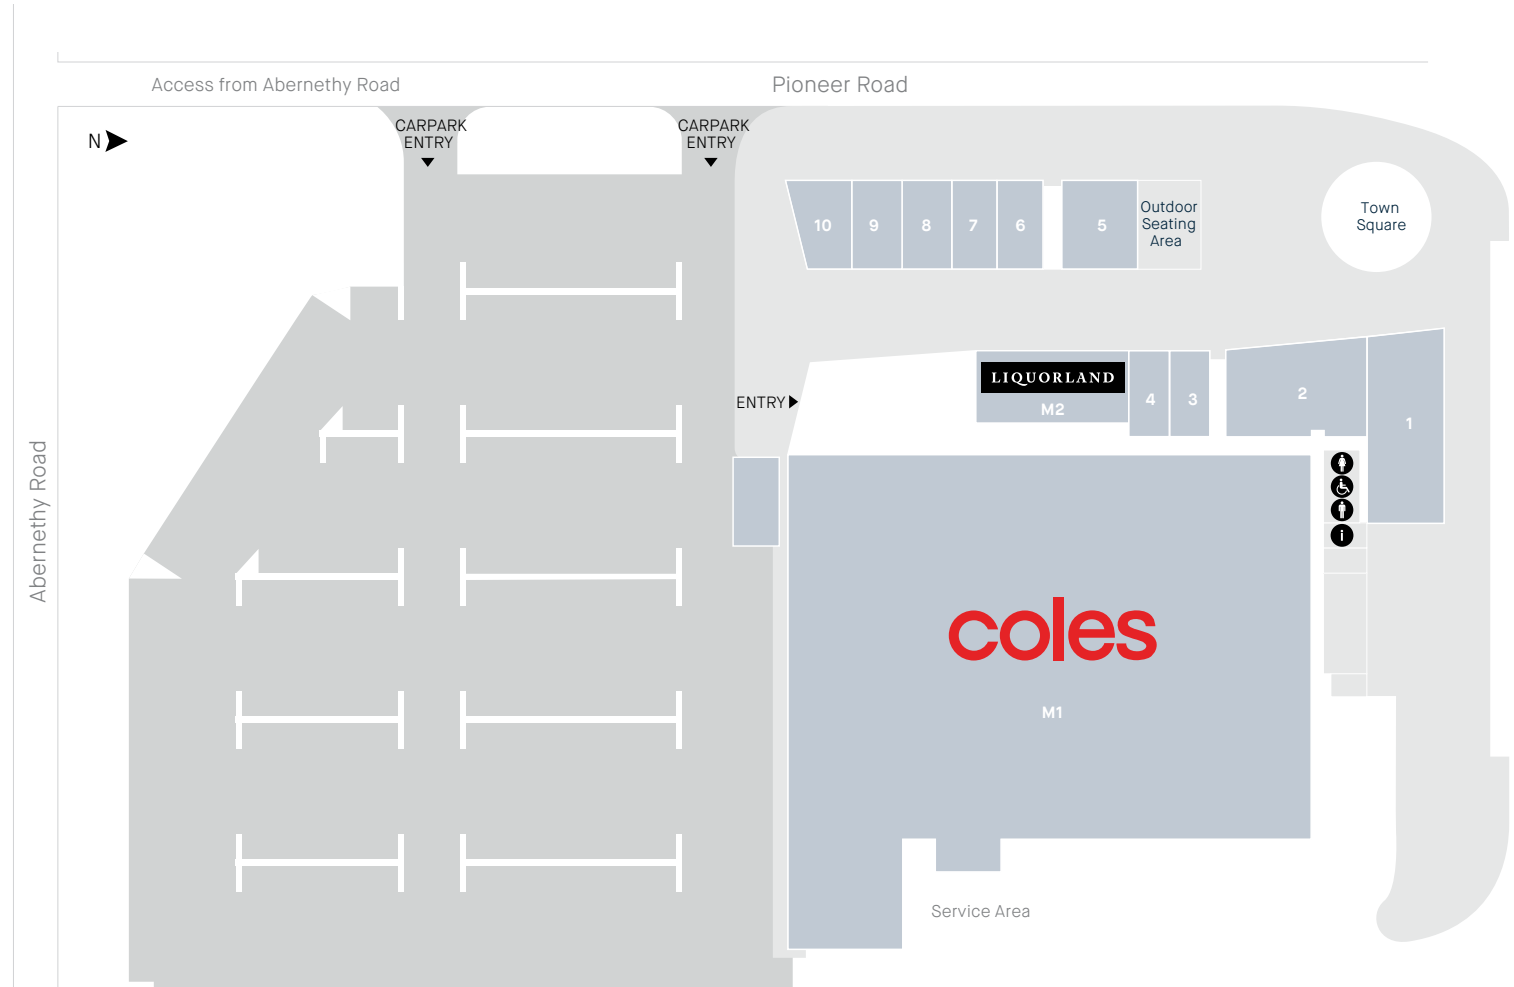 Access from Abernethy Road
Pioneer Road
N
CARPARK
ENTRY
CARPARK
ENTRY
10
9
8
7
6
5
Outdoor
Seating
Area
Town
Square
ENTRY
LIQUORLAND
M2
4
3
2
1
i
Abernethy Road
coles
M1
Service Area